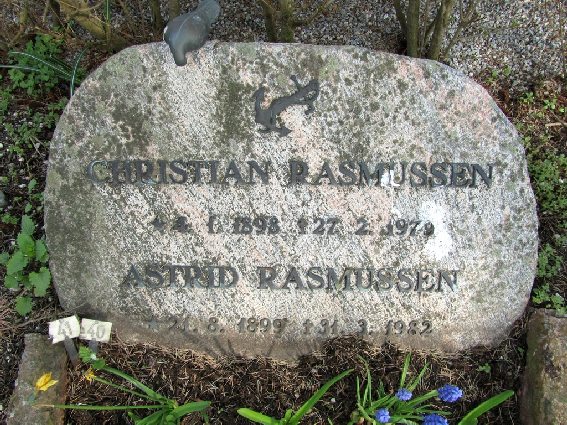 CHRISTIAN RASMUSSEN
* 4. 1. 1898 † 27. 2. 1979
ASTRID RASMUSSEN
* 21. 8. 1899 † 31. 3. 1982